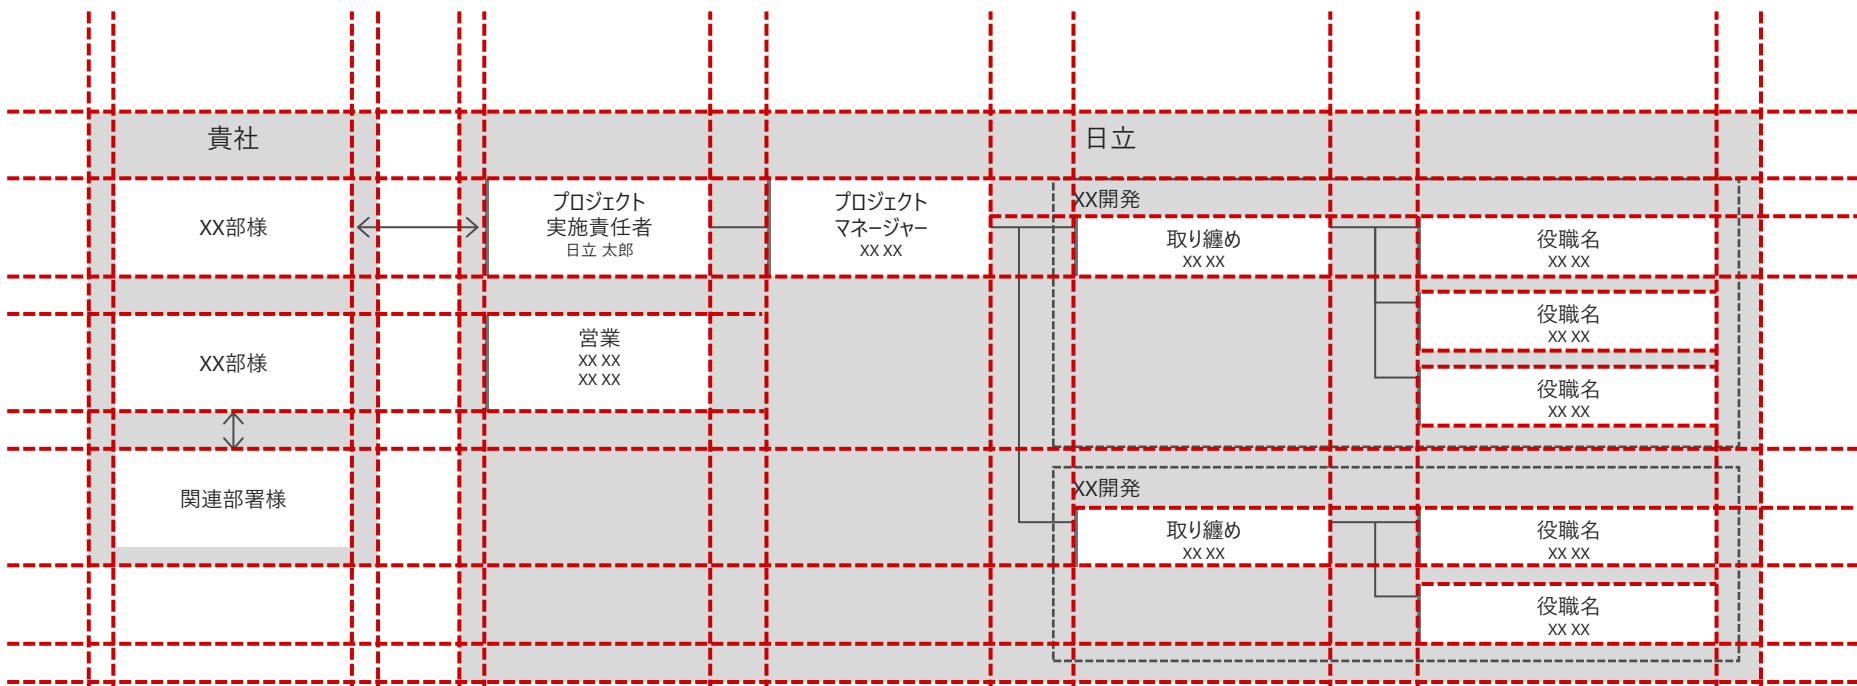 貴社
日立
XX部様
XX部様
関連部署様
プロジェクト
実施責任者
日立 太郎
営業
XX XX
XX XX
プロジェクト
マネージャー
XX XX
XX開発
取り纏め
XX XX
役職名
XX XX
役職名
XX XX
役職名
XX XX
XX開発
取り纏め
XX XX
役職名
XX XX
役職名
XX XX